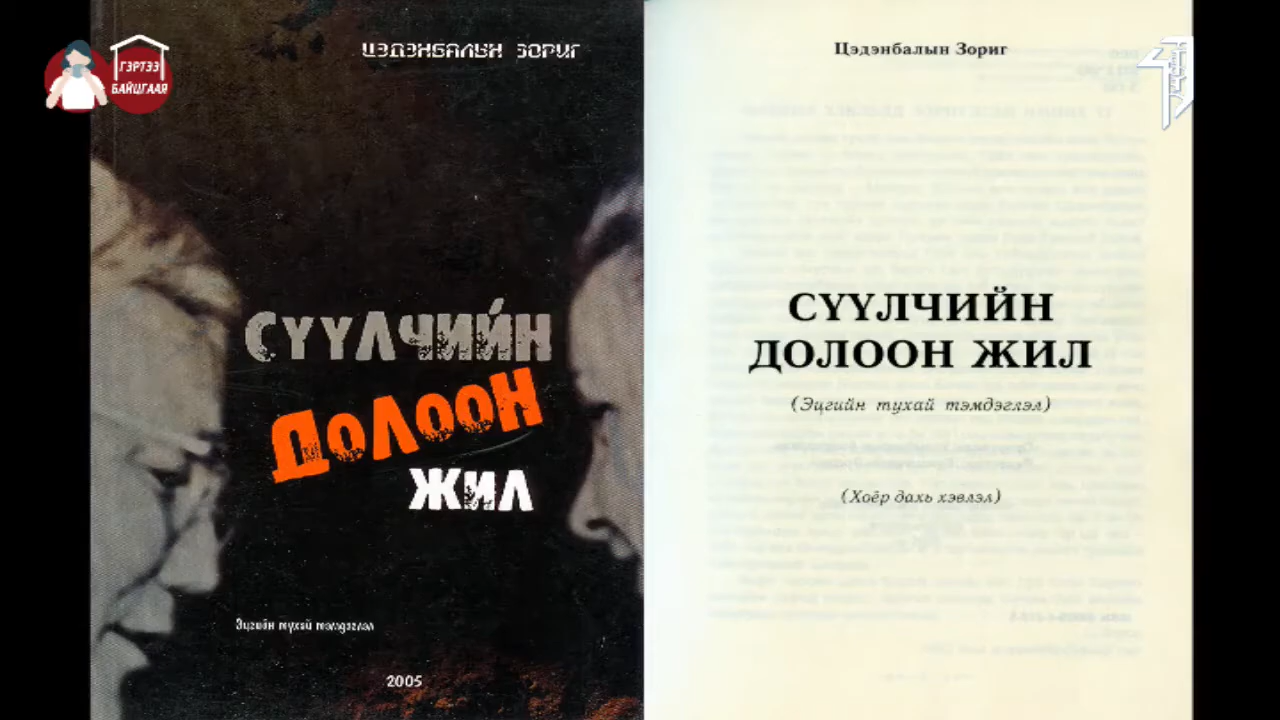 ГЭРТЭЭ
БАЙЦГААЯ
ЦЭДЭНБАЛЫН ЗОРИГ
СҮҮЛЧИЙН
ДОЛООН
ЖИЛ
Эцгийн тухай тэмдэглэл
2005
Цэдэнбалын Зориг
СҮҮЛЧИЙН
ДОЛООН ЖИЛ
(Эцгийн тухай тэмдэглэл)
(Хоёр дахь хэвлэл)